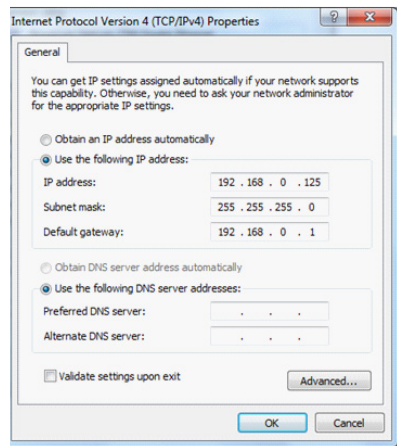 Internet Protocol Version 4 (TCP/IPv4) Properties
General
You can get IP settings assigned automatically if your network supports
this capability. Otherwise, you need to ask your network administrator
for the appropriate IP settings.
Obtain an IP address automatically
Use the following IP address:
IP address: 192 . 168 . 0 . 125
Subnet mask: 255 . 255 . 255 . 0
Default gateway: 192 . 168 . 0 . 1
Obtain DNS server address automatically
Use the following DNS server addresses:
Preferred DNS server: . . .
Alternate DNS server: . . .
Validate settings upon exit
Advanced...
OK Cancel